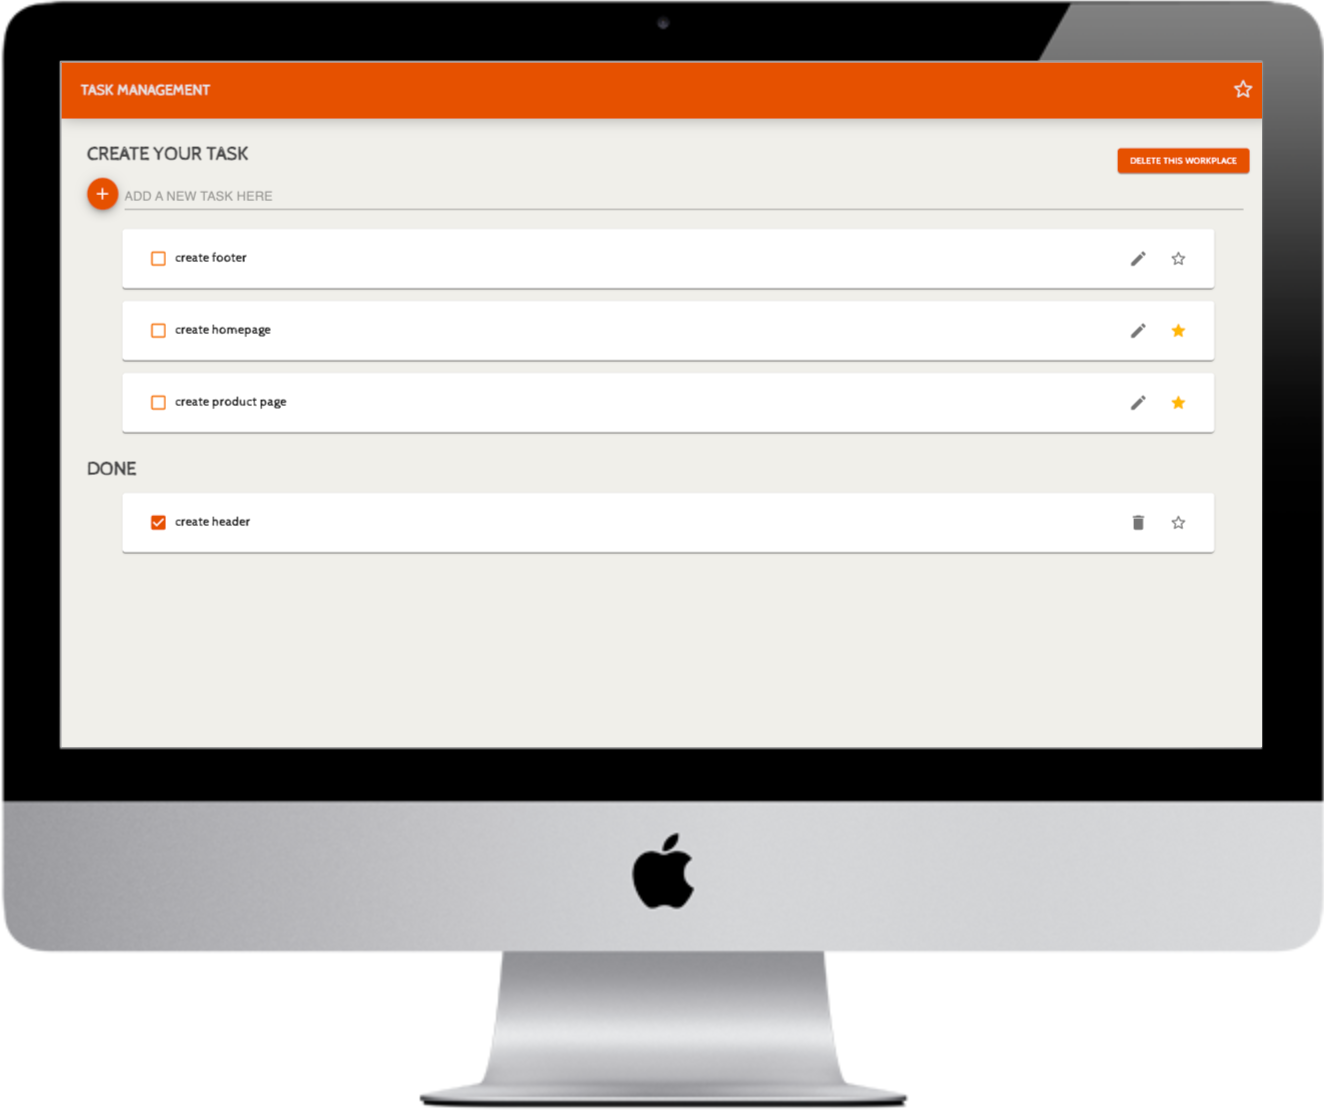 TASK MANAGEMENT
CREATE YOUR TASK
DELETE THIS WORKPLACE
ADD A NEW TASK HERE
create footer
create homepage
create product page
DONE
create header